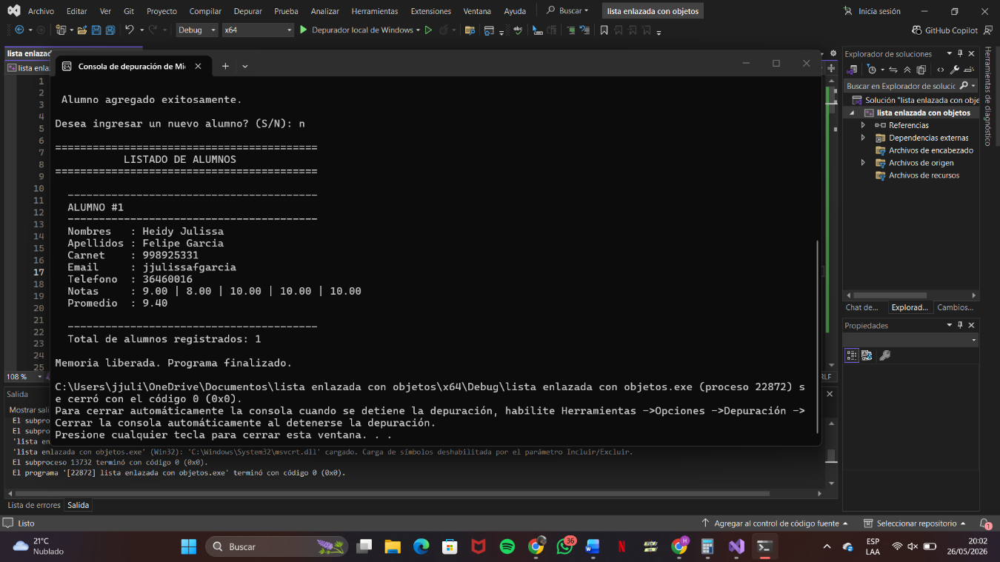 Archivo Editar Ver Git Proyecto Compilar Depurar Prueba Analizar Herramientas Extensiones Ventana Ayuda Buscar lista enlazada con objetos Inicia sesión
Debug x64 Depurador local de Windows GitHub Copilot
lista enlazad
lista enla
1
2
3
4
5
6
7
8
9
10
11
12
13
14
15
16
17
18
19
20
21
22
23
24
25
108 %
Consola de depuración de Mi
Alumno agregado exitosamente.
Desea ingresar un nuevo alumno? (S/N): n
==========================================
LISTADO DE ALUMNOS
==========================================
----------------------------------------
ALUMNO #1
----------------------------------------
Nombres : Heidy Julissa
Apellidos : Felipe Garcia
Carnet : 998925331
Email : jjulissafgarcia
Telefono : 36460016
Notas : 9.00 | 8.00 | 10.00 | 10.00 | 10.00
Promedio : 9.40
----------------------------------------
Total de alumnos registrados: 1
Memoria liberada. Programa finalizado.
C:\Users\jjuli\OneDrive\Documentos\lista enlazada con objetos\x64\Debug\lista enlazada con objetos.exe (proceso 22872) s
e cerró con el código 0 (0x0).
Para cerrar automáticamente la consola cuando se detiene la depuración, habilite Herramientas ->Opciones ->Depuración ->
Cerrar la consola automáticamente al detenerse la depuración.
Presione cualquier tecla para cerrar esta ventana. . .
RLF
Explorador de soluciones
Buscar en Explorador de solucic
Solución "lista enlazada con obje
lista enlazada con objetos
Referencias
Dependencias externas
Archivos de encabezado
Archivos de origen
Archivos de recursos
Chat de... Explorad... Cambios...
Propiedades
Herramientas de diagnóstico
Salida
Mostrar sali
El subpro
El subpro
'lista en
'lista enlazada con objetos.exe' (Win32): 'C:\Windows\System32\msvcrt.dll' cargado. Carga de símbolos deshabilitada por el parámetro Incluir/Excluir.
El subproceso 13732 terminó con código 0 (0x0).
El programa '[22872] lista enlazada con objetos.exe' terminó con código 0 (0x0).
Lista de errores Salida
Listo Agregar al control de código fuente Seleccionar repositorio 1
21°C
Nublado
Buscar
36
ESP
LAA
20:02
26/05/2026